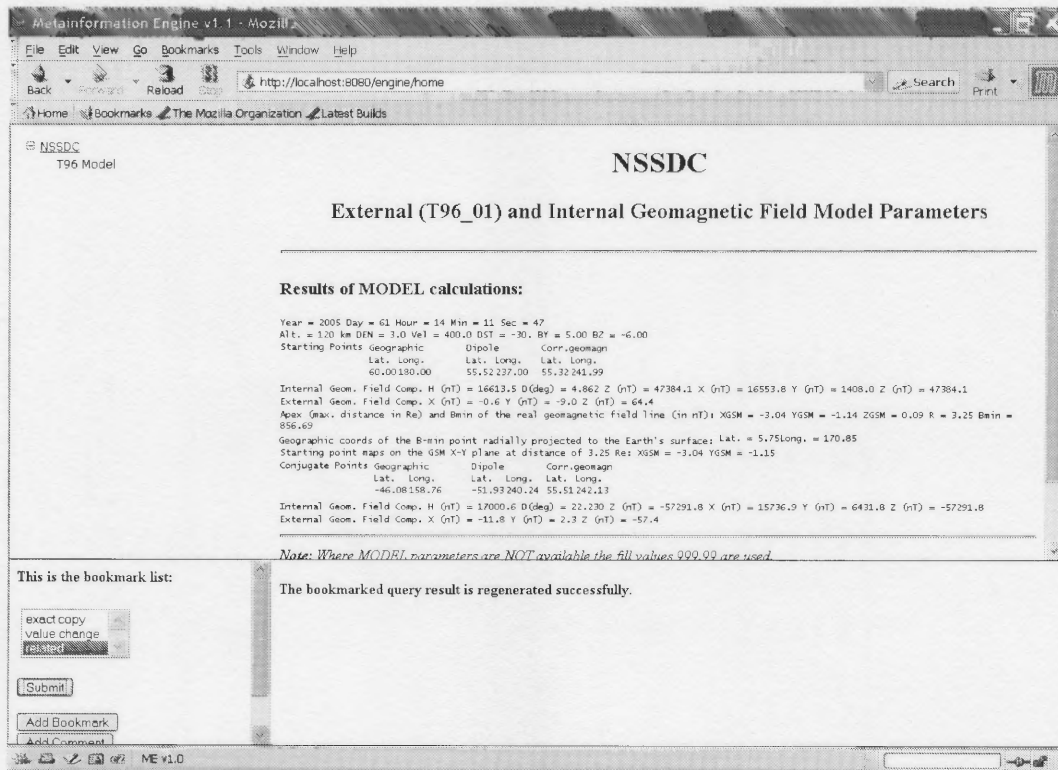 Metainformation Engine v1.1 - Mozilla
File Edit View Go Bookmarks Tools Window Help
Back Forward Reload Stop http://localhost:8080/engine/home Search Print
Home Bookmarks The Mozilla Organization Latest Builds
NSSDC
T96 Model
NSSDC
External (T96_01) and Internal Geomagnetic Field Model Parameters
Results of MODEL calculations:
Year = 2005 Day = 61 Hour = 14 Min = 11 Sec = 47
Alt. = 120 km DEN = 3.0 Vel = 400.0 DST = -30. BY = 5.00 BZ = -6.00
Starting Points Geographic Dipole Corr.geomagn
Lat. Long. Lat. Long. Lat. Long.
60.00 180.00 55.52 237.00 55.32 241.99
Internal Geom. Field Comp. H (nT) = 16613.5 D(deg) = 4.862 Z (nT) = 47384.1 X (nT) = 16553.8 Y (nT) = 1408.0 Z (nT) = 47384.1
External Geom. Field Comp. X (nT) = -0.6 Y (nT) = -9.0 Z (nT) = 64.4
Apex (max. distance in Re) and Bmin of the real geomagnetic field line (in nT): XGSM = -3.04 YGSM = -1.14 ZGSM = 0.09 R = 3.25 Bmin =
856.69
Geographic coords of the B-min point radially projected to the Earth's surface: Lat. = 5.75Long. = 170.85
Starting point maps on the GSM X-Y plane at distance of 3.25 Re: XGSM = -3.04 YGSM = -1.15
Conjugate Points Geographic Dipole Corr.geomagn
Lat. Long. Lat. Long. Lat. Long.
-46.08 158.76 -51.93 240.24 55.51 242.13
Internal Geom. Field Comp. H (nT) = 17000.6 D(deg) = 22.230 Z (nT) = -57291.8 X (nT) = 15736.9 Y (nT) = 6431.8 Z (nT) = -57291.8
External Geom. Field Comp. X (nT) = -11.8 Y (nT) = 2.3 Z (nT) = -57.4
Note: Where MODEL parameters are NOT available the fill values 999.99 are used.
This is the bookmark list:
exact copy
value change
related
Submit
Add Bookmark
Add Comment
The bookmarked query result is regenerated successfully.
ME v1.0